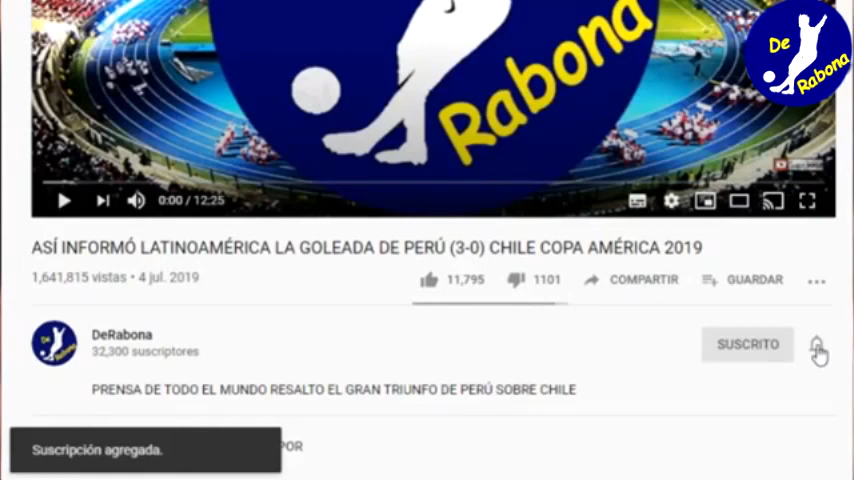 Rabona
De
Rabona
0:00 / 12:25
ASÍ INFORMÓ LATINOAMÉRICA LA GOLEADA DE PERÚ (3-0) CHILE COPA AMÉRICA 2019
1,641,815 vistas • 4 jul. 2019
11,795
1101
COMPARTIR
GUARDAR
De
Rabona
DeRabona
32,300 suscriptores
SUSCRITO
PRENSA DE TODO EL MUNDO RESALTO EL GRAN TRIUNFO DE PERÚ SOBRE CHILE
Suscripción agregada.
POR